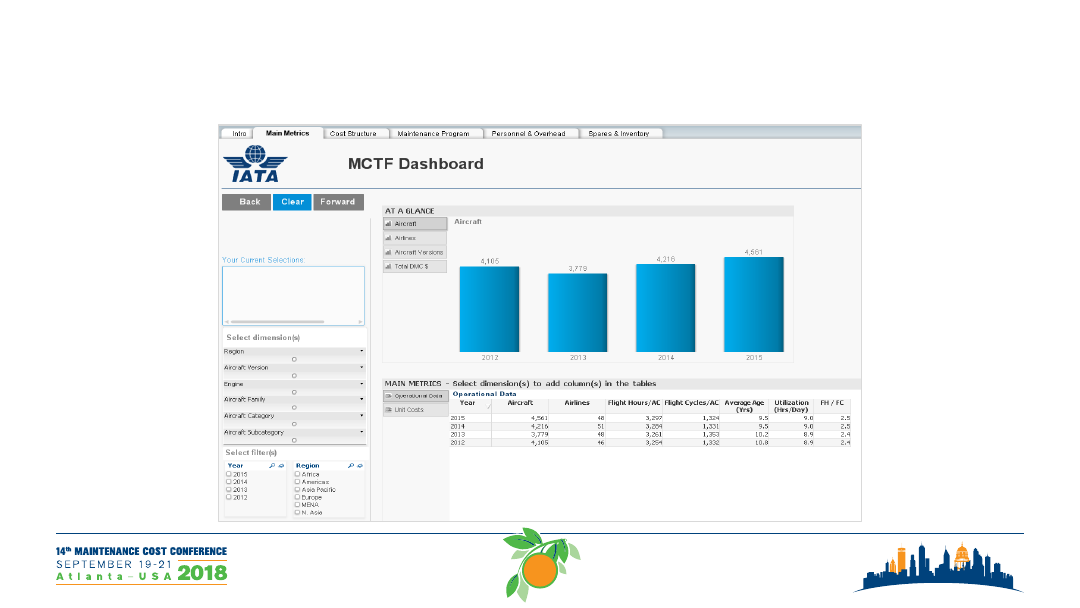 Intro Main Metrics Cost Structure Maintenance Program Personnel & Overhead Spares & Inventory
IATA
MCTF Dashboard
Back Clear Forward
Your Current Selections:
Select dimension(s)
Region
Aircraft Version
Engine
Aircraft Family
Aircraft Category
Aircraft Subcategory
Select filter(s)
Year
2015
2014
2013
2012
Region
Africa
Americas
Asia Pacific
Europe
MENA
N. Asia
AT A GLANCE
Aircraft
Airlines
Aircraft Versions
Total DMC $
Aircraft
4,105
3,779
4,216
4,561
2012 2013 2014 2015
MAIN METRICS - Select dimension(s) to add column(s) in the tables
Operational Data
Unit Costs
Operational Data
Year Aircraft Airlines Flight Hours/AC Flight Cycles/AC Average Age (Yrs) Utilization (Hrs/Day) FH / FC
2015 4,561 48 3,297 1,324 9.5 9.0 2.5
2014 4,216 51 3,284 1,331 9.5 9.0 2.5
2013 3,779 48 3,261 1,353 10.2 8.9 2.4
2012 4,105 46 3,254 1,332 10.8 8.9 2.4
14th MAINTENANCE COST CONFERENCE
SEPTEMBER 19-21
Atlanta – USA 2018